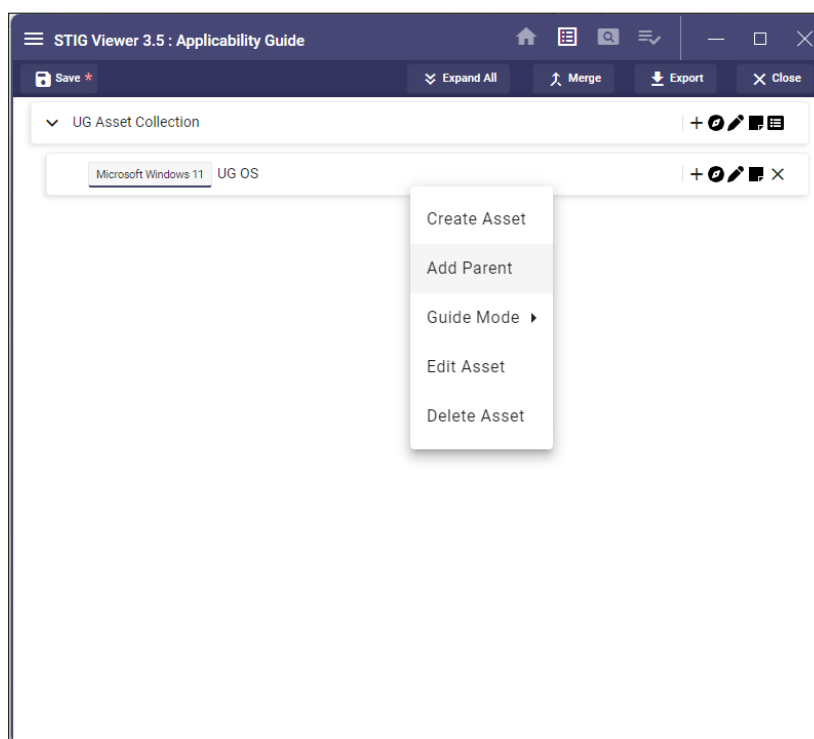 STIG Viewer 3.5 : Applicability Guide
Save * Expand All Merge Export Close
UG Asset Collection
Microsoft Windows 11 UG OS
Create Asset
Add Parent
Guide Mode
Edit Asset
Delete Asset